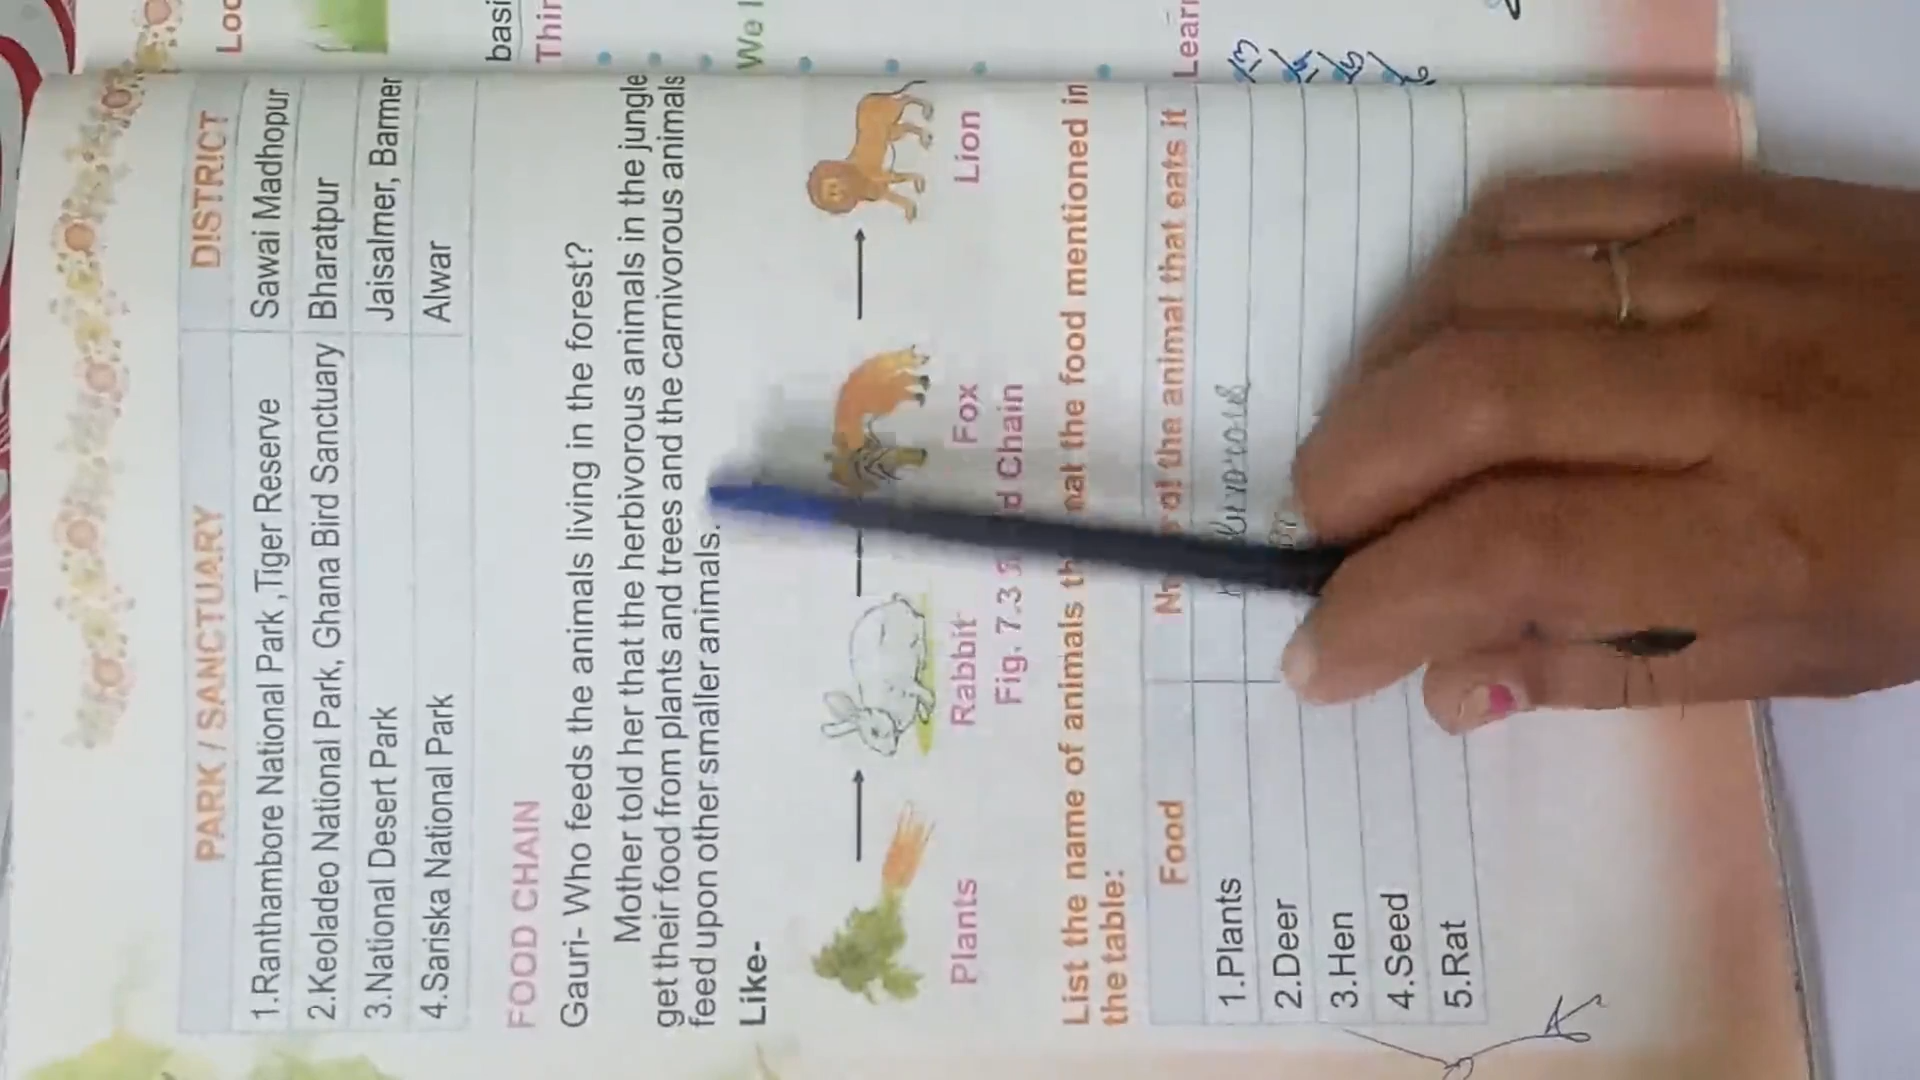 PARK / SANCTUARY DISTRICT
1.Ranthambore National Park ,Tiger Reserve Sawai Madhopur
2.Keoladeo National Park, Ghana Bird Sanctuary Bharatpur
3.National Desert Park Jaisalmer, Barmer
4.Sariska National Park Alwar
FOOD CHAIN
Gauri- Who feeds the animals living in the forest?
Mother told her that the herbivorous animals in the jungle
get their food from plants and trees and the carnivorous animals
feed upon other smaller animals.
Like-
Plants Rabbit Fox Lion
Fig. 7.3 Chain
List the name of animals the food mentioned in
the table:
Food the animal that eats it
1.Plants
2.Deer
3.Hen
4.Seed
5.Rat
Loo
basi
Thin
We l
Learn